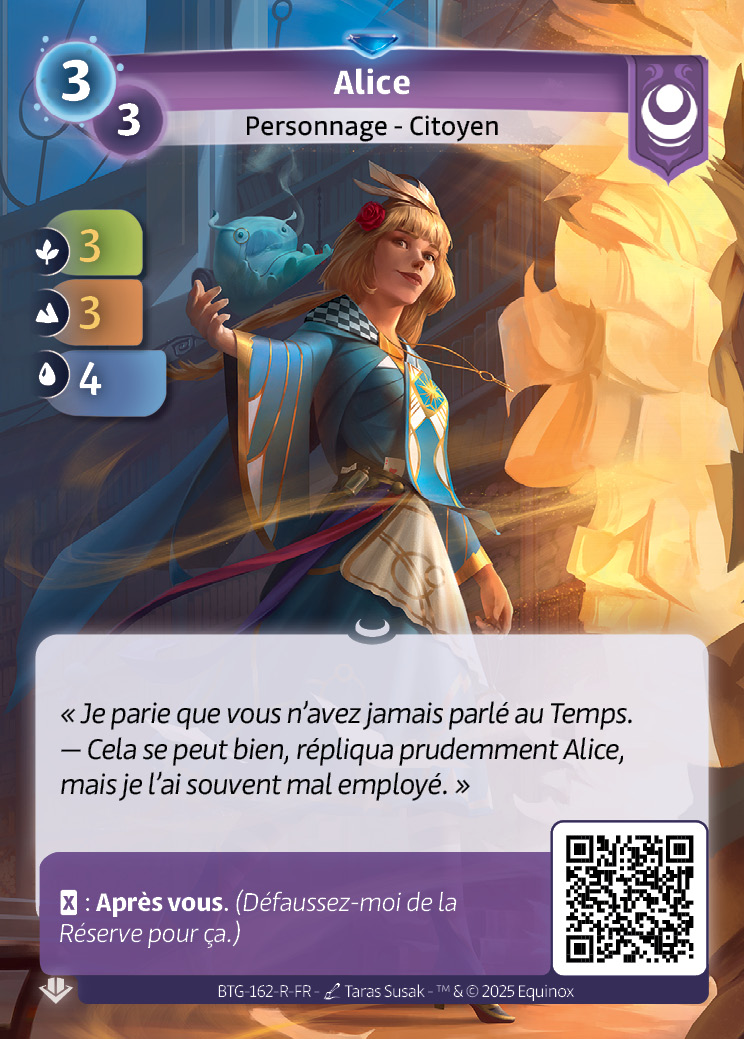 3
Alice
3
Personnage - Citoyen
3
3
4
« Je parie que vous n’avez jamais parlé au Temps.
— Cela se peut bien, répliqua prudemment Alice,
mais je l’ai souvent mal employé. »
X : Après vous. (Défaussez-moi de la
Réserve pour ça.)
BTG-162-R-FR - Taras Susak - ™ & © 2025 Equinox